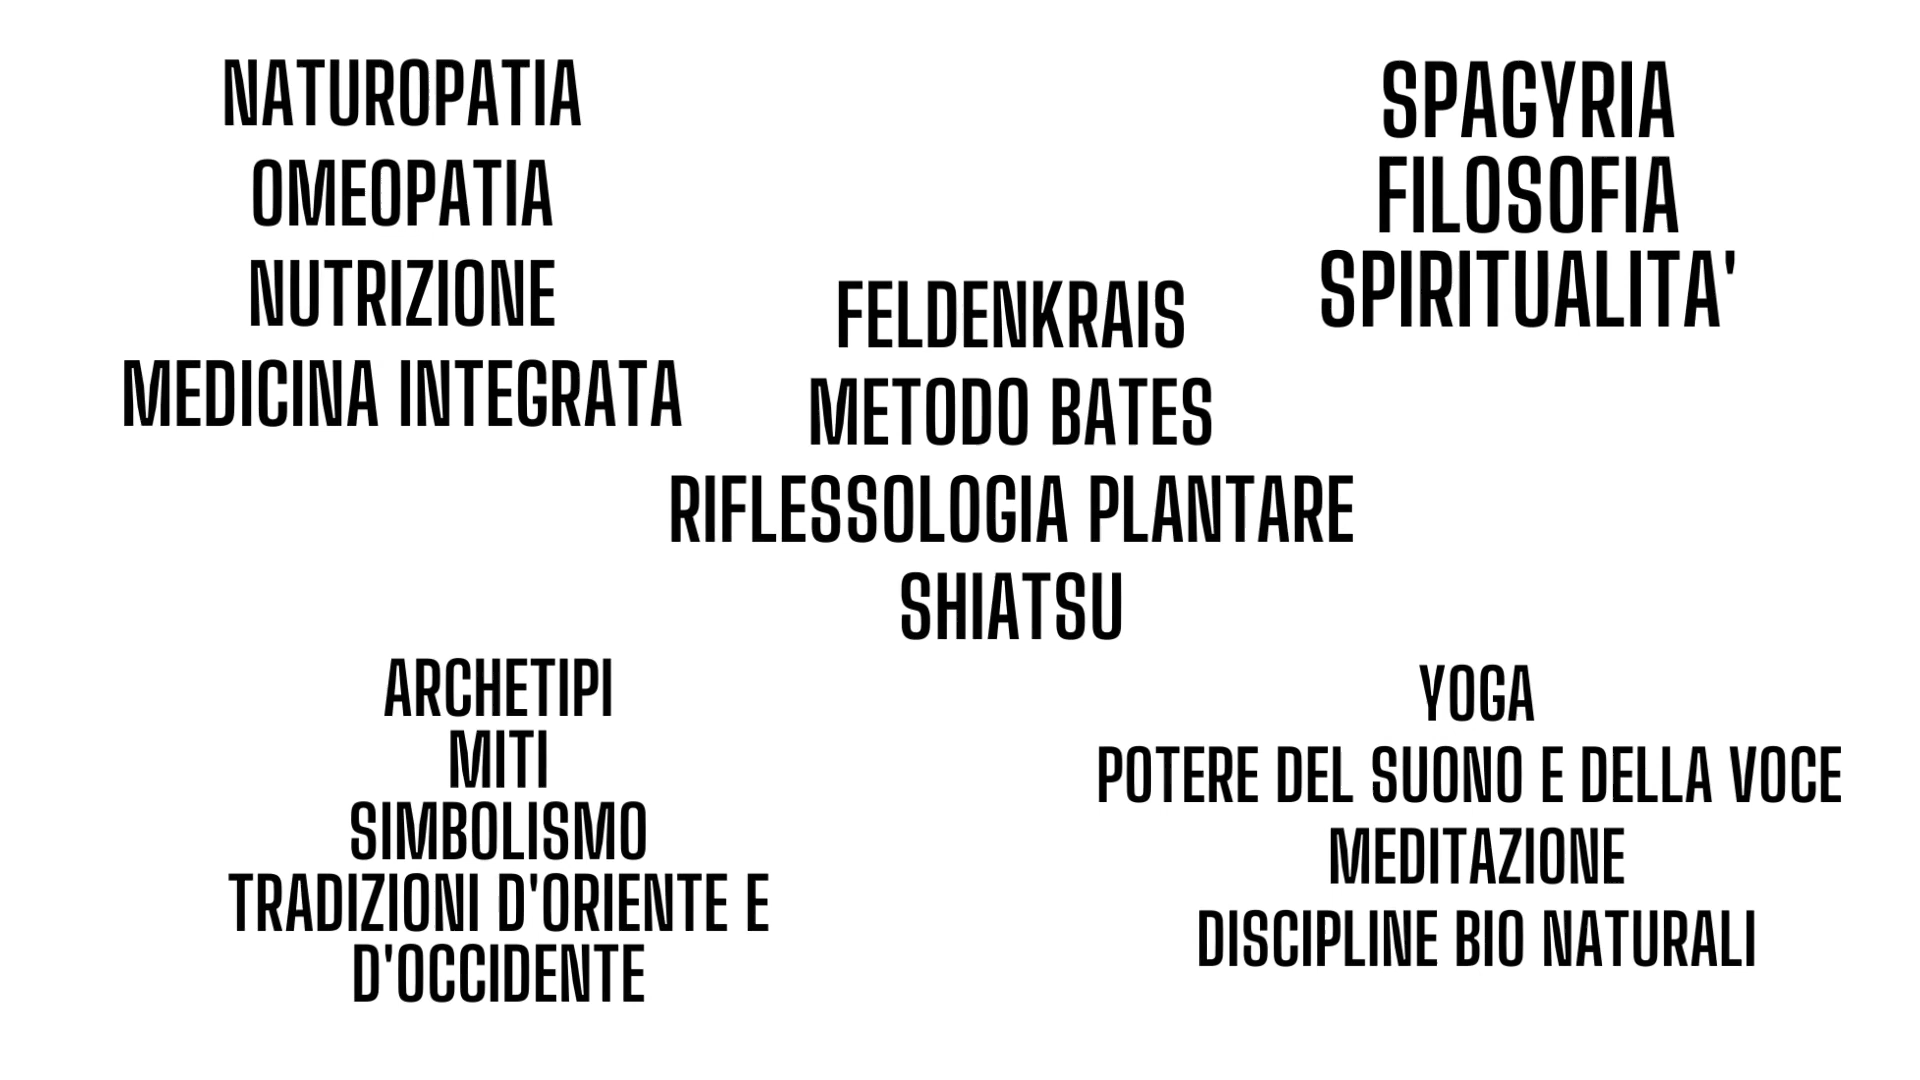 NATUROPATIA
OMEOPATIA
NUTRIZIONE
MEDICINA INTEGRATA
SPAGYRIA
FILOSOFIA
SPIRITUALITA'
FELDENKRAIS
METODO BATES
RIFLESSOLOGIA PLANTARE
SHIATSU
ARCHETIPI
MITI
SIMBOLISMO
TRADIZIONI D'ORIENTE E
D'OCCIDENTE
YOGA
POTERE DEL SUONO E DELLA VOCE
MEDITAZIONE
DISCIPLINE BIO NATURALI